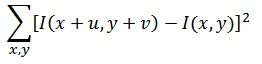 ∑_{x,y} [I(x + u, y + v) − I(x, y)]²